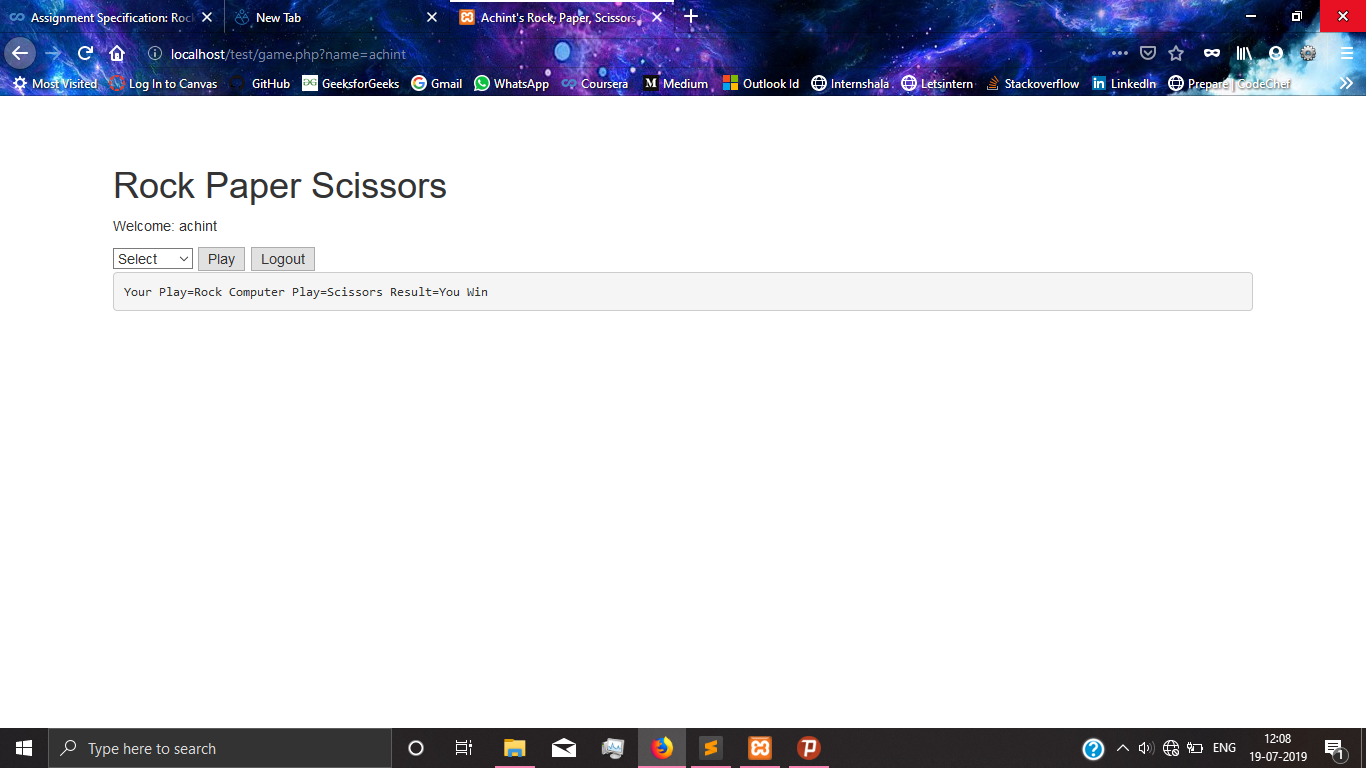 Assignment Specification: Rock
New Tab
Achint's Rock, Paper, Scissors
localhost/test/game.php?name=achint
Most Visited
Log In to Canvas
GitHub
GeeksforGeeks
Gmail
WhatsApp
Coursera
Medium
Outlook Id
Internshala
Letsintern
Stackoverflow
LinkedIn
Prepare | CodeChef
Rock Paper Scissors
Welcome: achint
Select
Play
Logout
Your Play=Rock Computer Play=Scissors Result=You Win
Type here to search
ENG
12:08
19-07-2019
1